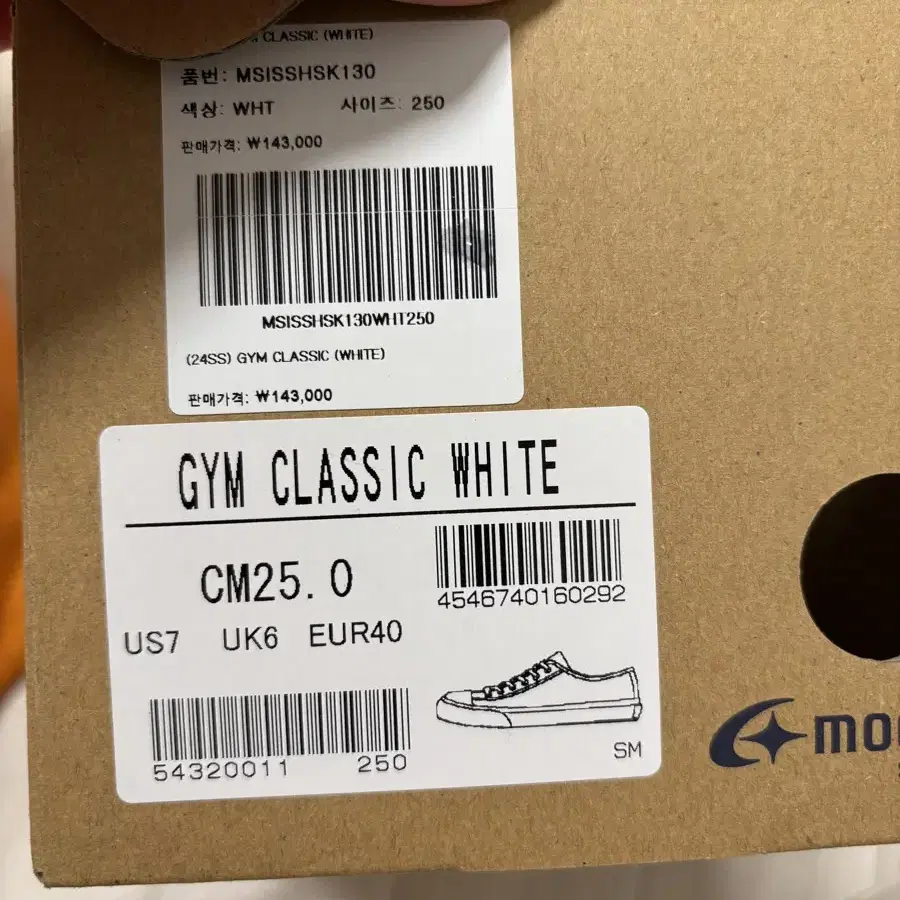 CLASSIC (WHITE)
품번: MSISSHSK130
색상: WHT 사이즈: 250
판매가격: ₩143,000
MSISSHSK130WHT250
(24SS) GYM CLASSIC (WHITE)
판매가격: ₩143,000
GYM CLASSIC WHITE
CM25.0
4546740160292
US7 UK6 EUR40
54320011 250
SM